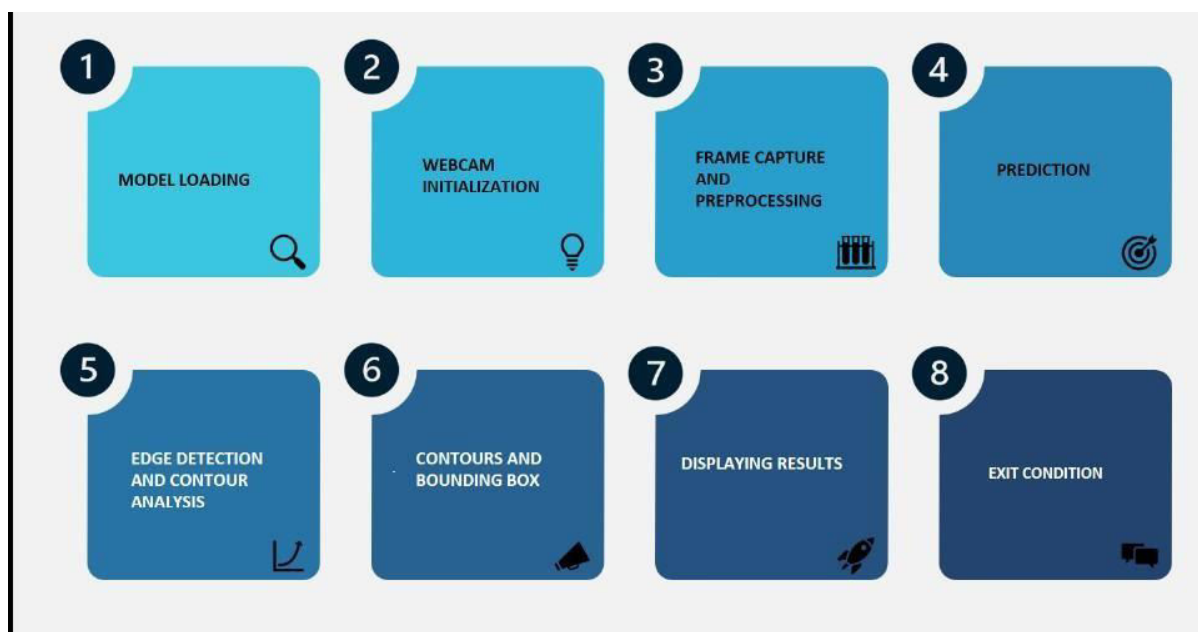 1
MODEL LOADING
2
WEBCAM
INITIALIZATION
3
FRAME CAPTURE
AND
PREPROCESSING
4
PREDICTION
5
EDGE DETECTION
AND CONTOUR
ANALYSIS
6
CONTOURS AND
BOUNDING BOX
7
DISPLAYING RESULTS
8
EXIT CONDITION